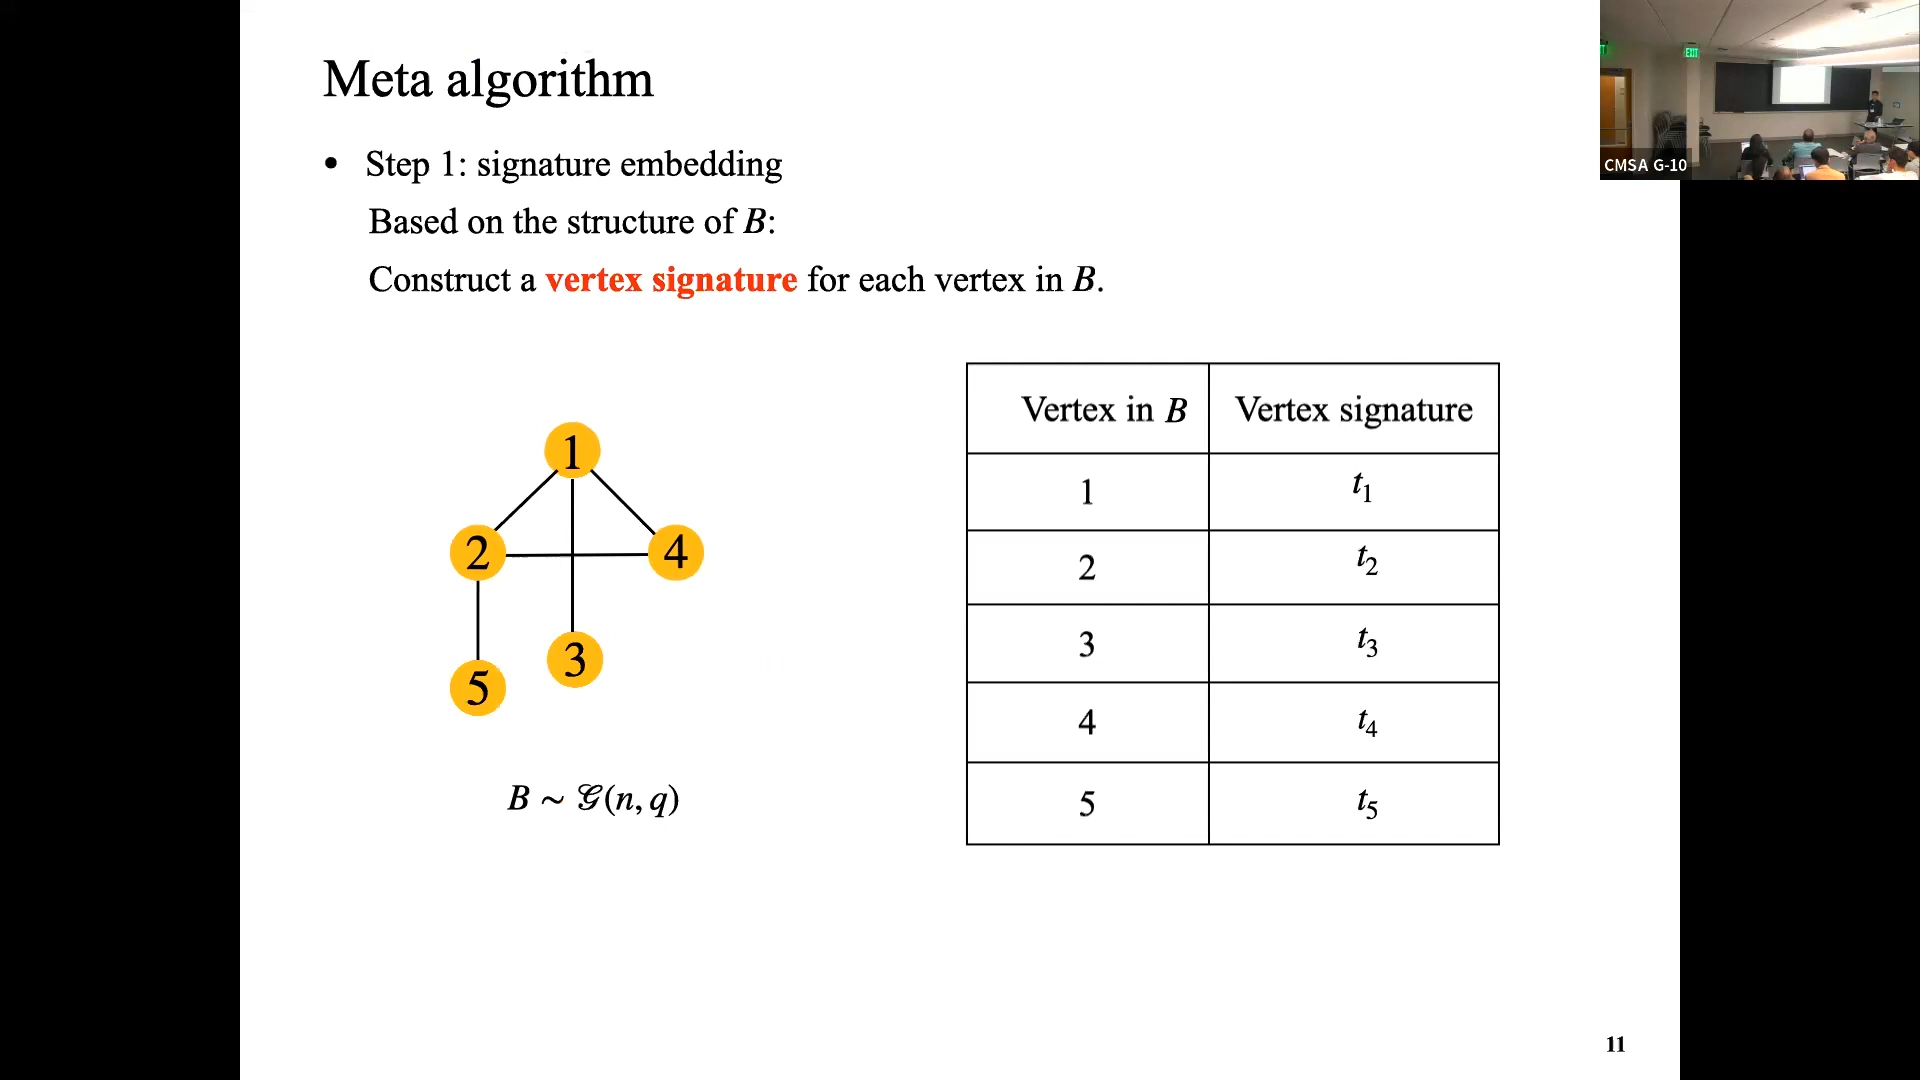 Meta algorithm
• Step 1: signature embedding
Based on the structure of B:
Construct a vertex signature for each vertex in B.
1
2
4
3
5
B ~ 𝒢(n, q)
Vertex in B Vertex signature
1 t₁
2 t₂
3 t₃
4 t₄
5 t₅
11
EXIT
CMSA G-10